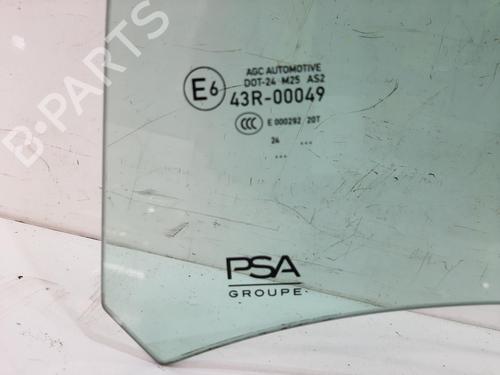 B-PARTS
AGC AUTOMOTIVE
DOT-24 M25 AS2
E6 43R-00049
CCC E 000292 20T
24
...
...
PSA
GROUPE